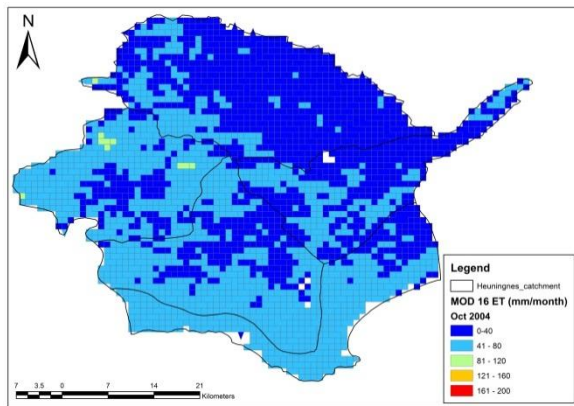 N
Legend
Heuningnes_catchment
MOD 16 ET (mm/month)
Oct 2004
0-40
41 - 80
81 - 120
121 - 160
161 - 200
7 3.5 0 7 14 21
Kilometers